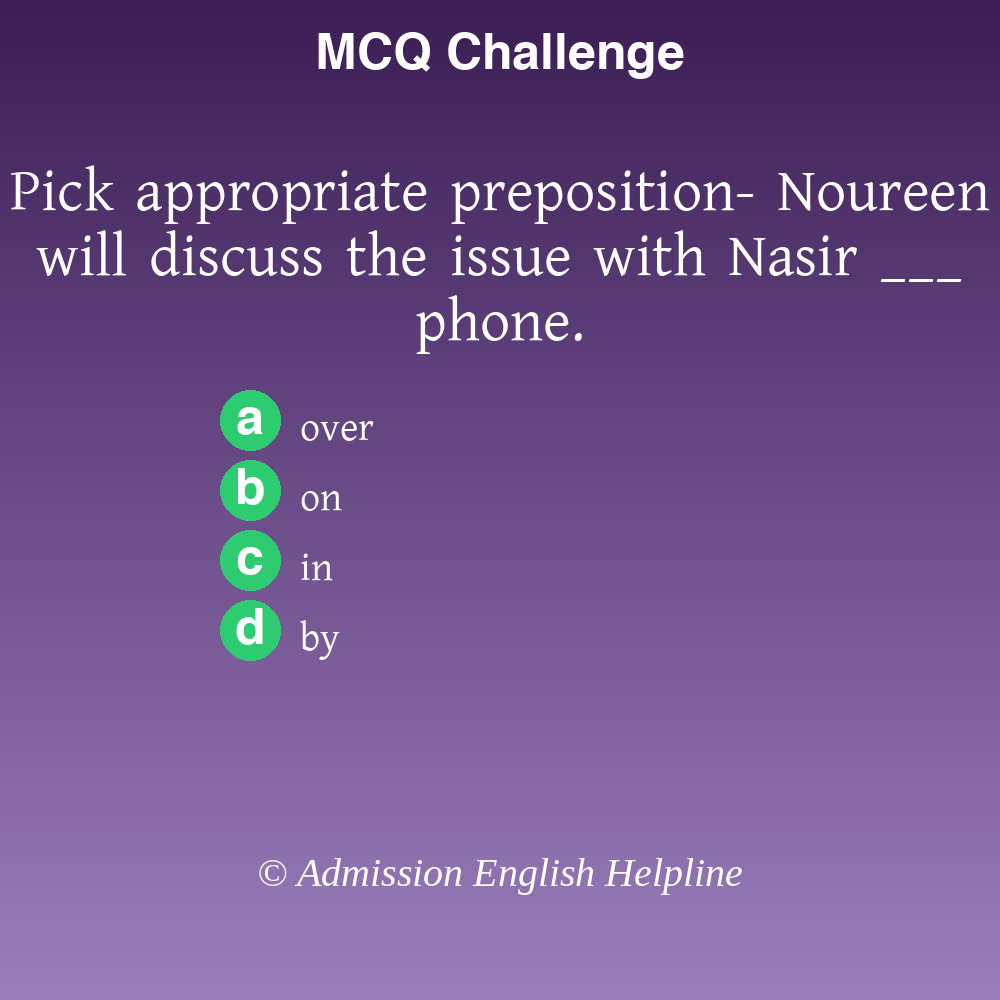 MCQ Challenge
Pick appropriate preposition- Noureen
will discuss the issue with Nasir ___
phone.
a over
b on
c in
d by
© Admission English Helpline